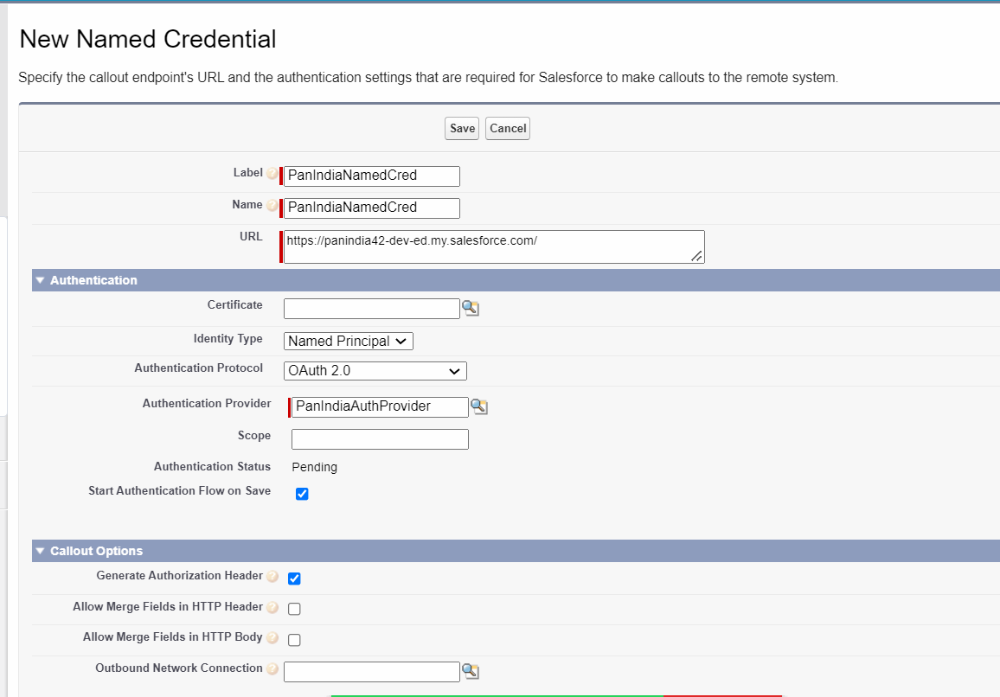 New Named Credential
Specify the callout endpoint's URL and the authentication settings that are required for Salesforce to make callouts to the remote system.
Save Cancel
Label ? PanIndiaNamedCred
Name ? PanIndiaNamedCred
URL https://panindia42-dev-ed.my.salesforce.com/
Authentication
Certificate
Identity Type Named Principal
Authentication Protocol OAuth 2.0
Authentication Provider PanIndiaAuthProvider
Scope
Authentication Status Pending
Start Authentication Flow on Save
Callout Options
Generate Authorization Header ?
Allow Merge Fields in HTTP Header ?
Allow Merge Fields in HTTP Body ?
Outbound Network Connection ?